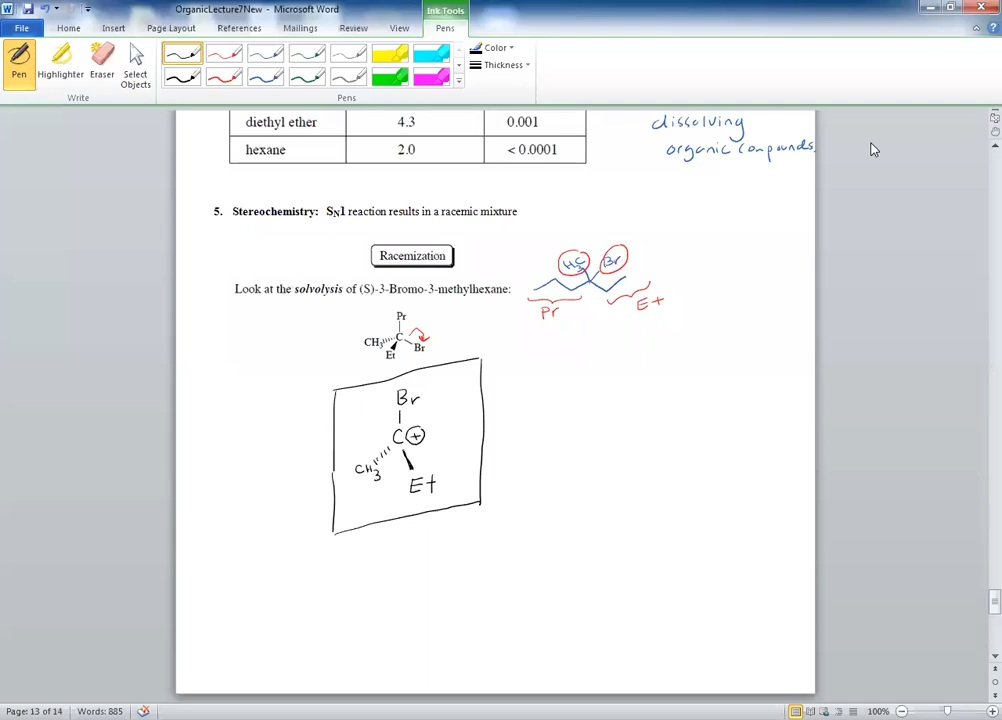 OrganicLecture7New - Microsoft Word
Ink Tools
File Home Insert Page Layout References Mailings Review View Pens
Pen Highlighter Eraser Select Objects
Color
Thickness
Write Pens
diethyl ether 4.3 0.001
hexane 2.0 < 0.0001
dissolving
organic compounds.
5. Stereochemistry: SN1 reaction results in a racemic mixture
Racemization
H3C Br
Look at the solvolysis of (S)-3-Bromo-3-methylhexane:
Pr Et
Pr
CH3 C Br
Et
Br
C +
CH3
Et
Page: 13 of 14 Words: 885 100%